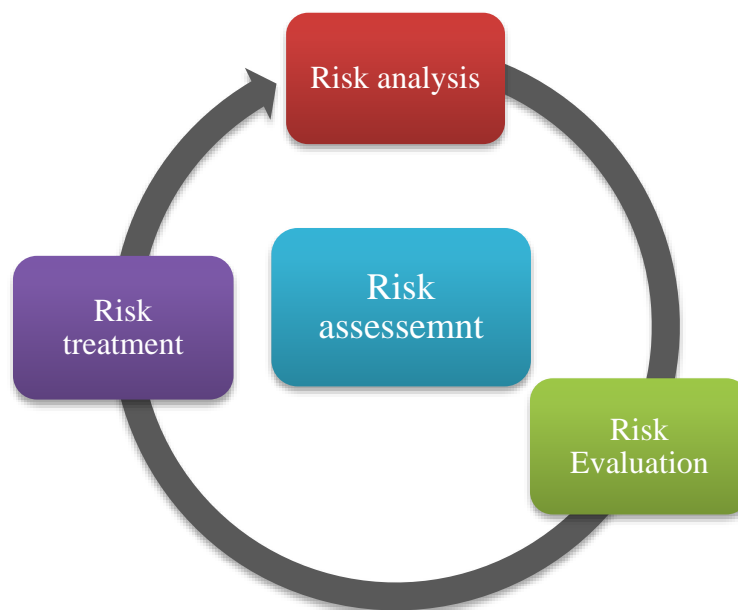 Risk analysis
Risk
assessemnt
Risk
treatment
Risk
Evaluation